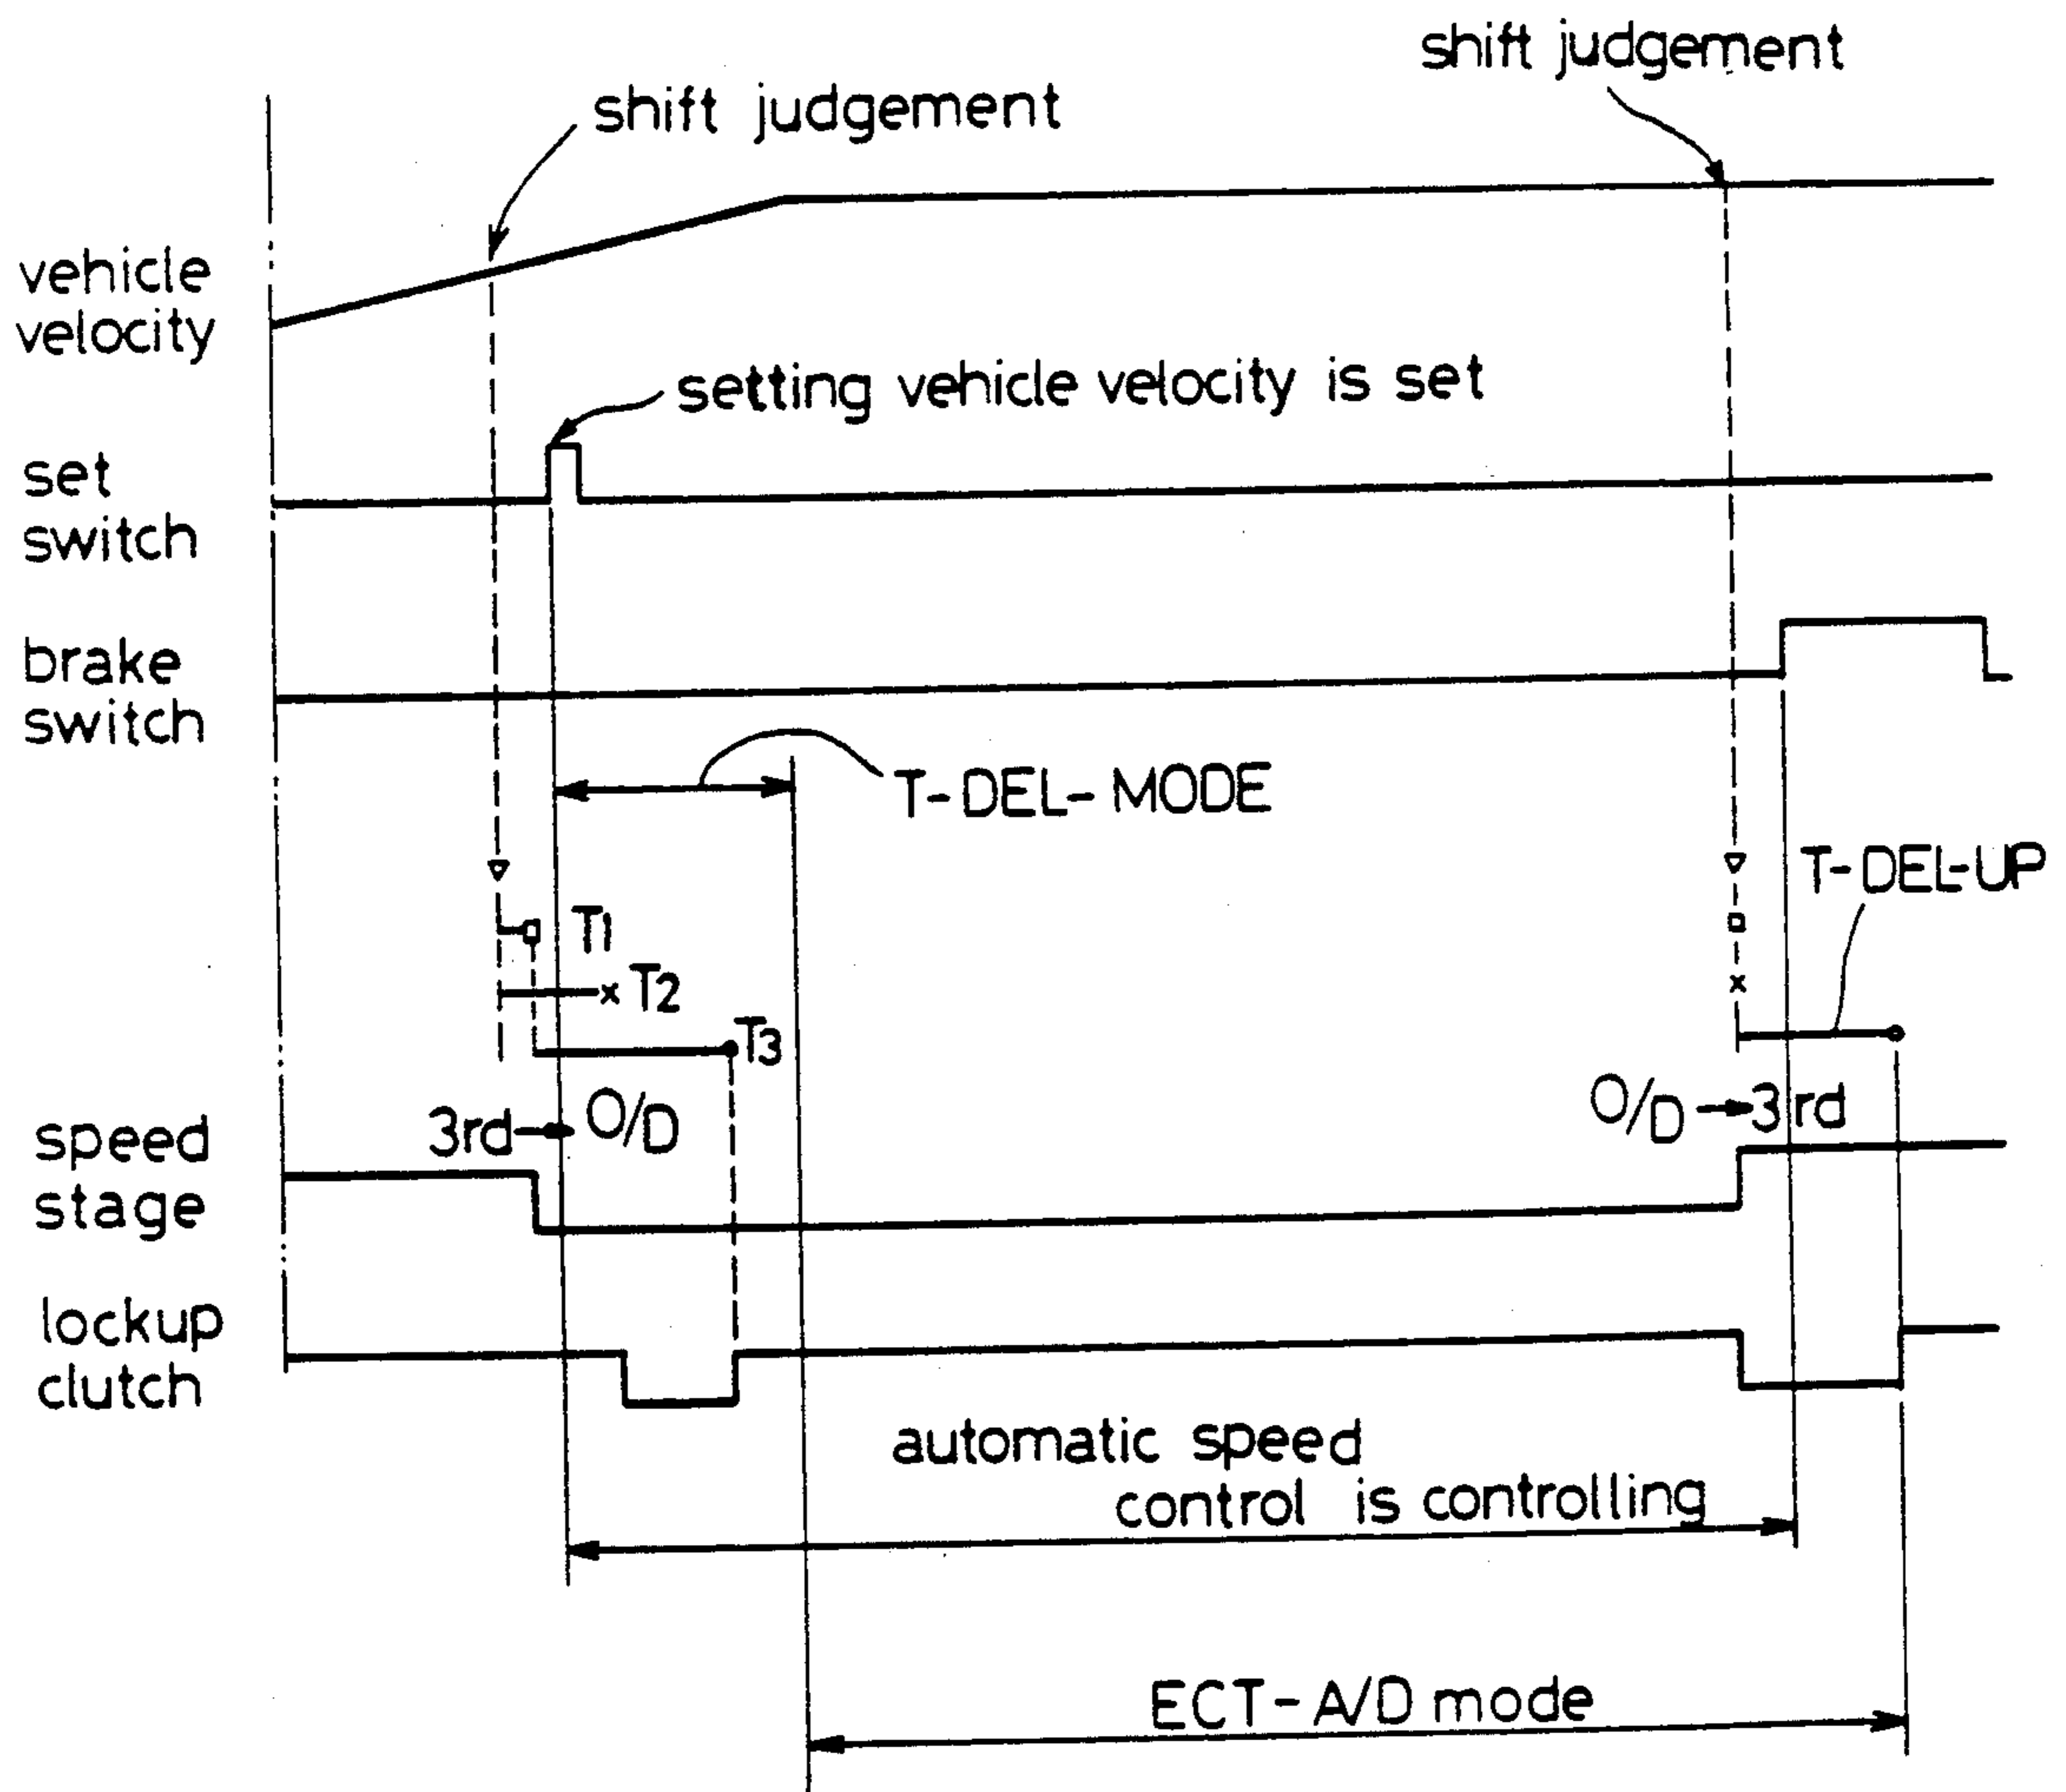 shift judgement
shift judgement
vehicle
velocity
setting vehicle velocity is set
set
switch
brake
switch
T-DEL-MODE
T-DEL-UP
T1
T2
T3
3rd→O/D
O/D→3rd
speed
stage
lockup
clutch
automatic speed
control is controlling
ECT-A/D mode